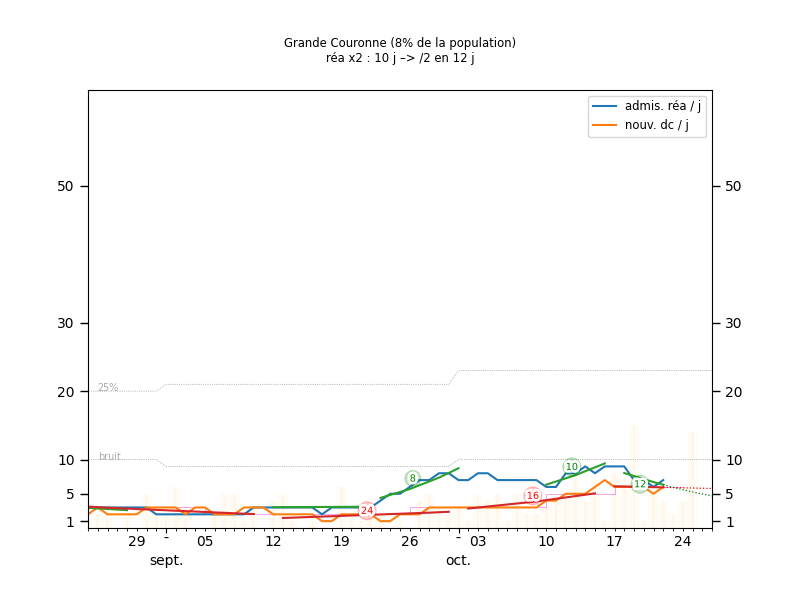 Grande Couronne (8% de la population)
réa x2 : 10 j –> /2 en 12 j
admis. réa / j
nouv. dc / j
50 50
30 30
20 20
25%
10 10
bruit
10
8
12
5 5
16
24
1 1
29 - 05 12 19 26 - 03 10 17 24
sept. oct.